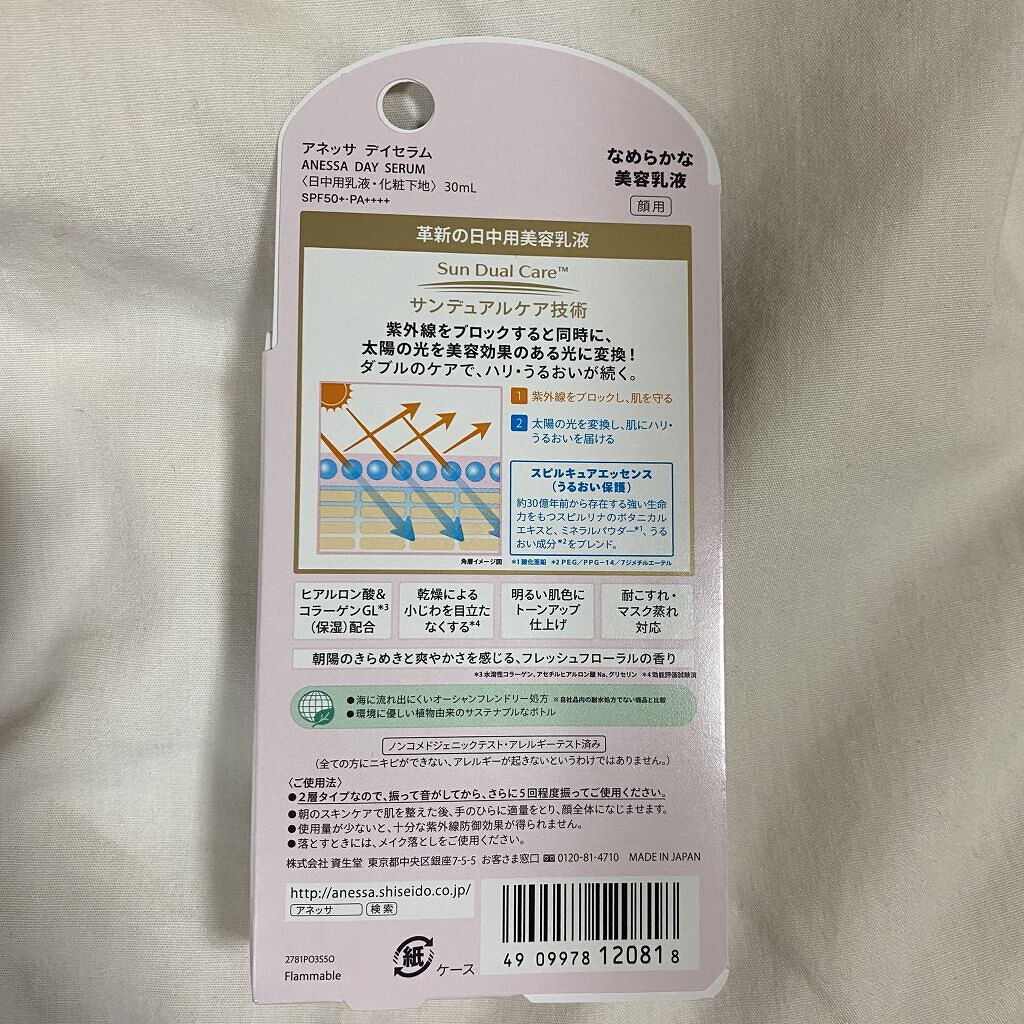 アネッサ デイセラム
ANESSA DAY SERUM
〈日中用乳液・化粧下地〉 30mL
SPF50+・PA++++
なめらかな
美容乳液
顔用
革新の日中用美容乳液
Sun Dual Care™
サンデュアルケア技術
紫外線をブロックすると同時に、
太陽の光を美容効果のある光に変換！
ダブルのケアで、ハリ・うるおいが続く。
1 紫外線をブロックし、肌を守る
2 太陽の光を変換し、肌にハリ・
うるおいを届ける
スピルキュアエッセンス
（うるおい保護）
約30億年前から存在する強い生命
力をもつスピルリナのボタニカル
エキスと、ミネラルパウダー*1、うる
おい成分*2をブレンド。
角層イメージ図
*1 酸化亜鉛 *2 PEG/PPG-14/7ジメチルエーテル
ヒアルロン酸&
コラーゲンGL*3
（保湿）配合
乾燥による
小じわを目立た
なくする*4
明るい肌色に
トーンアップ
仕上げ
耐こすれ・
マスク蒸れ
対応
朝陽のきらめきと爽やかさを感じる、フレッシュフローラルの香り
*3 水溶性コラーゲン、アセチルヒアルロン酸 Na、グリセリン *4 効能評価試験済
●海に流れ出にくいオーシャンフレンドリー処方 ※自社品内の耐水処方でない商品と比較
●環境に優しい植物由来のサステナブルなボトル
ノンコメドジェニックテスト・アレルギーテスト済み
（全ての方にニキビができない、アレルギーが起きないというわけではありません。）
〈ご使用法〉
●2層タイプなので、振って音がしてから、さらに5回程度振ってご使用ください。
●朝のスキンケアで肌を整えた後、手のひらに適量をとり、顔全体になじませます。
●使用量が少ないと、十分な紫外線防御効果が得られません。
●落とすときには、メイク落としをご使用ください。
株式会社 資生堂 東京都中央区銀座7-5-5 お客さま窓口 0120-81-4710 MADE IN JAPAN
http://anessa.shiseido.co.jp/
アネッサ 検索
2781PO3S5O
Flammable
紙 ケース
4 909978 120818